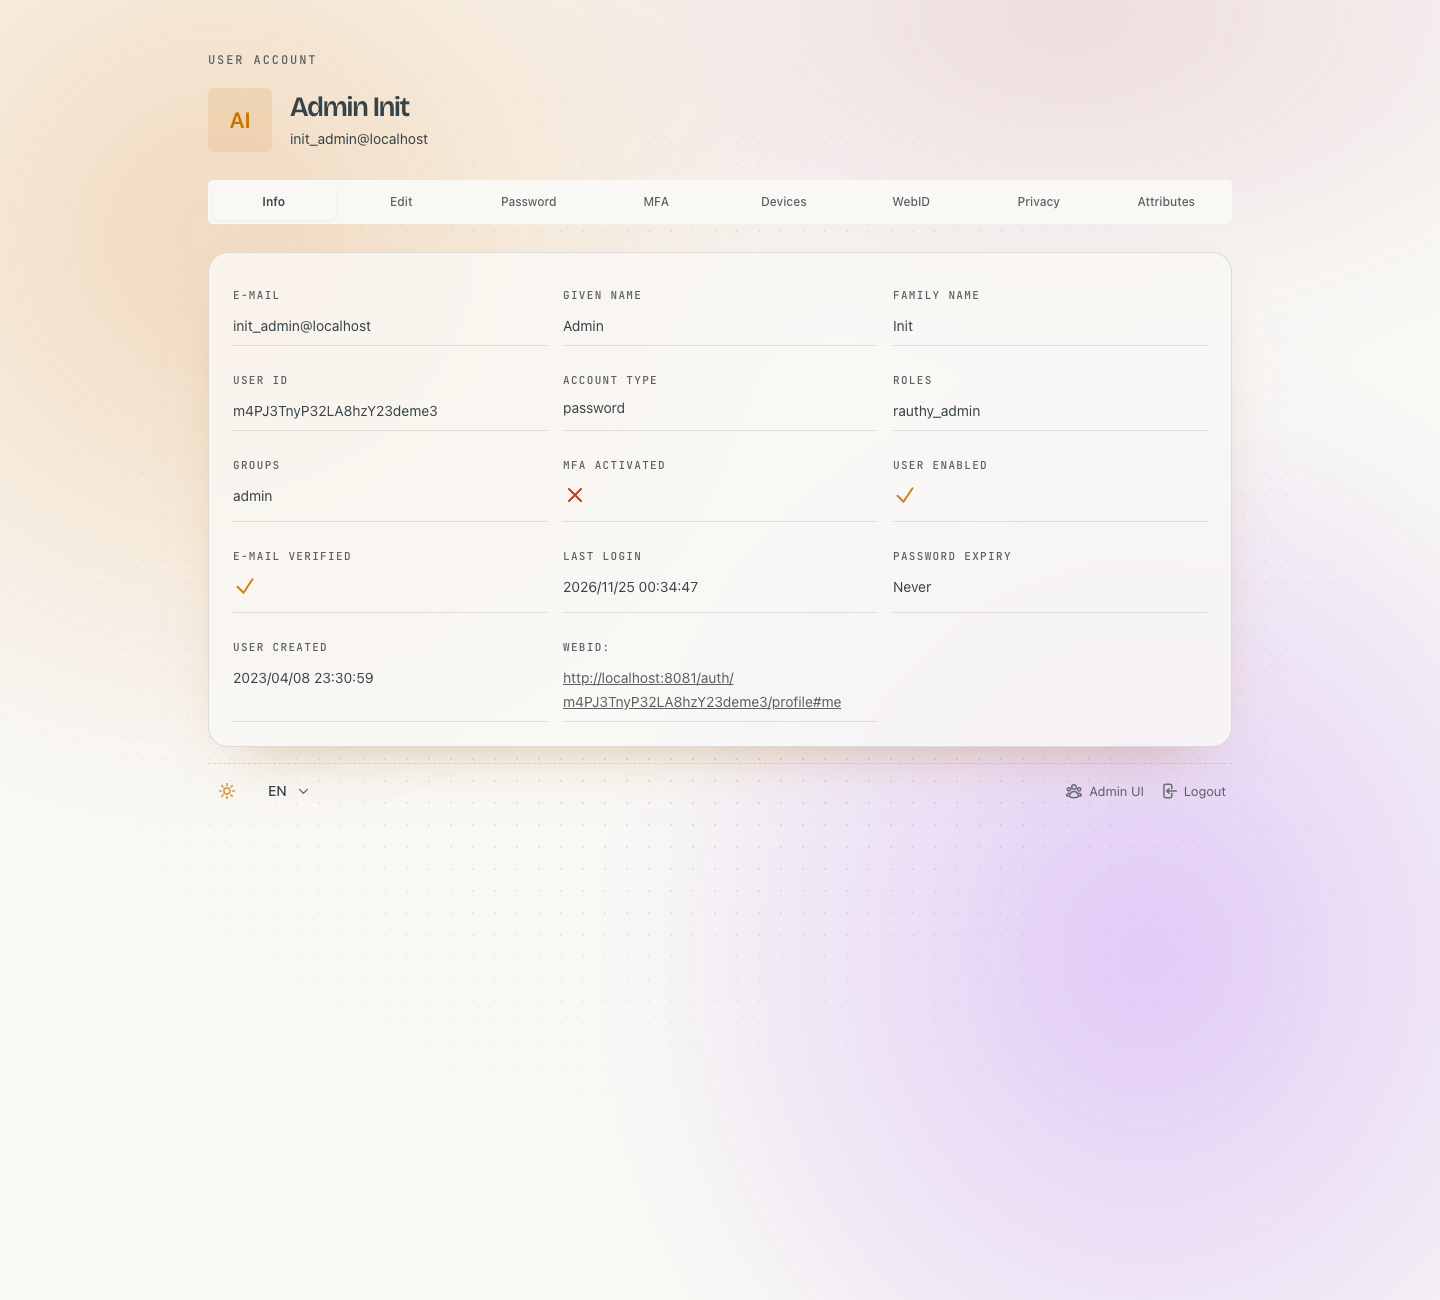 USER ACCOUNT
AI
Admin Init
init_admin@localhost
Info
Edit
Password
MFA
Devices
WebID
Privacy
Attributes
E-MAIL
init_admin@localhost
GIVEN NAME
Admin
FAMILY NAME
Init
USER ID
m4PJ3TnyP32LA8hzY23deme3
ACCOUNT TYPE
password
ROLES
rauthy_admin
GROUPS
admin
MFA ACTIVATED
USER ENABLED
E-MAIL VERIFIED
LAST LOGIN
2026/11/25 00:34:47
PASSWORD EXPIRY
Never
USER CREATED
2023/04/08 23:30:59
WEBID:
http://localhost:8081/auth/
m4PJ3TnyP32LA8hzY23deme3/profile#me
EN
Admin UI
Logout